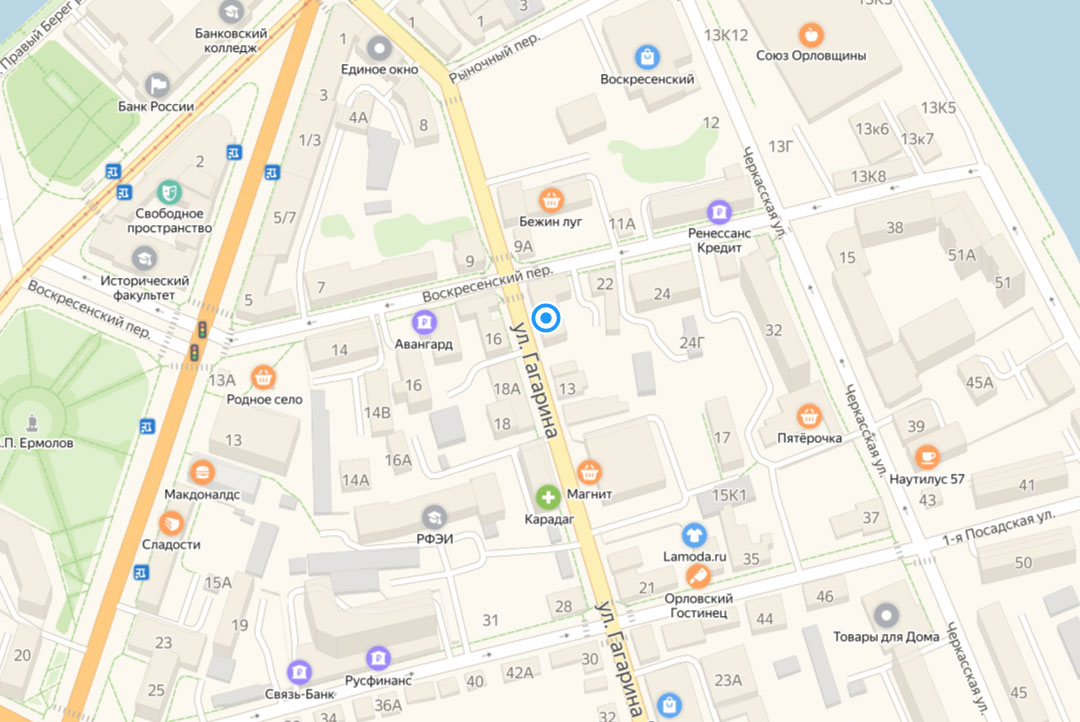 . Правый Берег р
Банковский
колледж
1
1
3
13К3
13К12
Союз Орловщины
1
Единое окно
Рыночный пер.
Воскресенский
Банк России
3
4А
8
1/3
12
13К5
13к6
13к7
13Г
13К8
2
Свободное
пространство
5/7
Бежин луг
11А
Ренессанс
Кредит
Черкасская ул.
38
9А
9
15
51А
51
Исторический
факультет
Воскресенский пер.
7
5
Воскресенский пер.
22
24
32
Авангард
16
ул. Гагарина
24Г
14
13А
Родное село
16
18А
13
45А
14В
18
Черкасская ул.
.П. Ермолов
13
16А
17
Пятёрочка
39
Наутилус 57
14А
Макдоналдс
Магнит
15К1
43
41
Карадаг
РФЭИ
Сладости
37
1-я Посадская ул.
Lamoda.ru
35
50
15А
21
Орловский
Гостинец
46
28
31
44
19
ул. Гагарина
Товары для Дома
Черкасская ул.
23
20
30
Русфинанс
42А
40
Связь-Банк
25
23А
45
36А
34
32